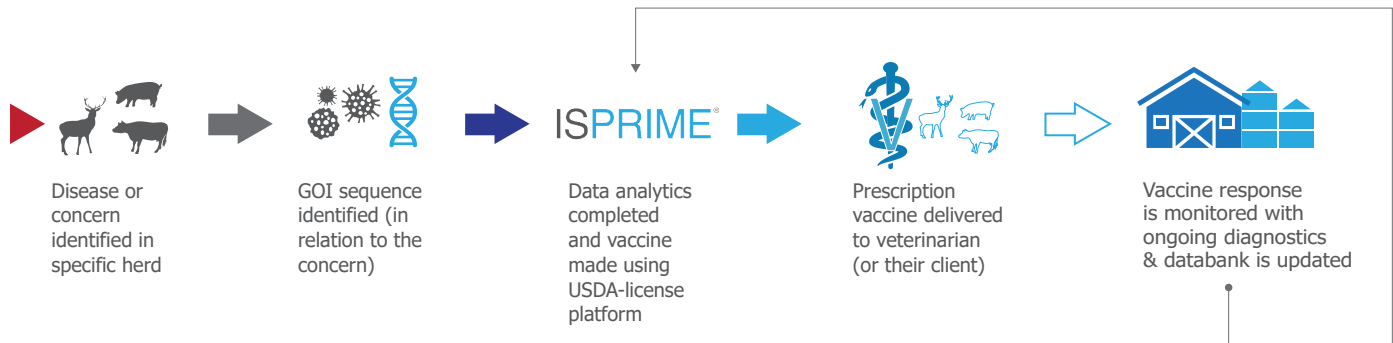 ISPRIME®
V
Disease or
concern
identified in
specific herd
GOI sequence
identified (in
relation to the
concern)
Data analytics
completed
and vaccine
made using
USDA-license
platform
Prescription
vaccine delivered
to veterinarian
(or their client)
Vaccine response
is monitored with
ongoing diagnostics
& databank is updated